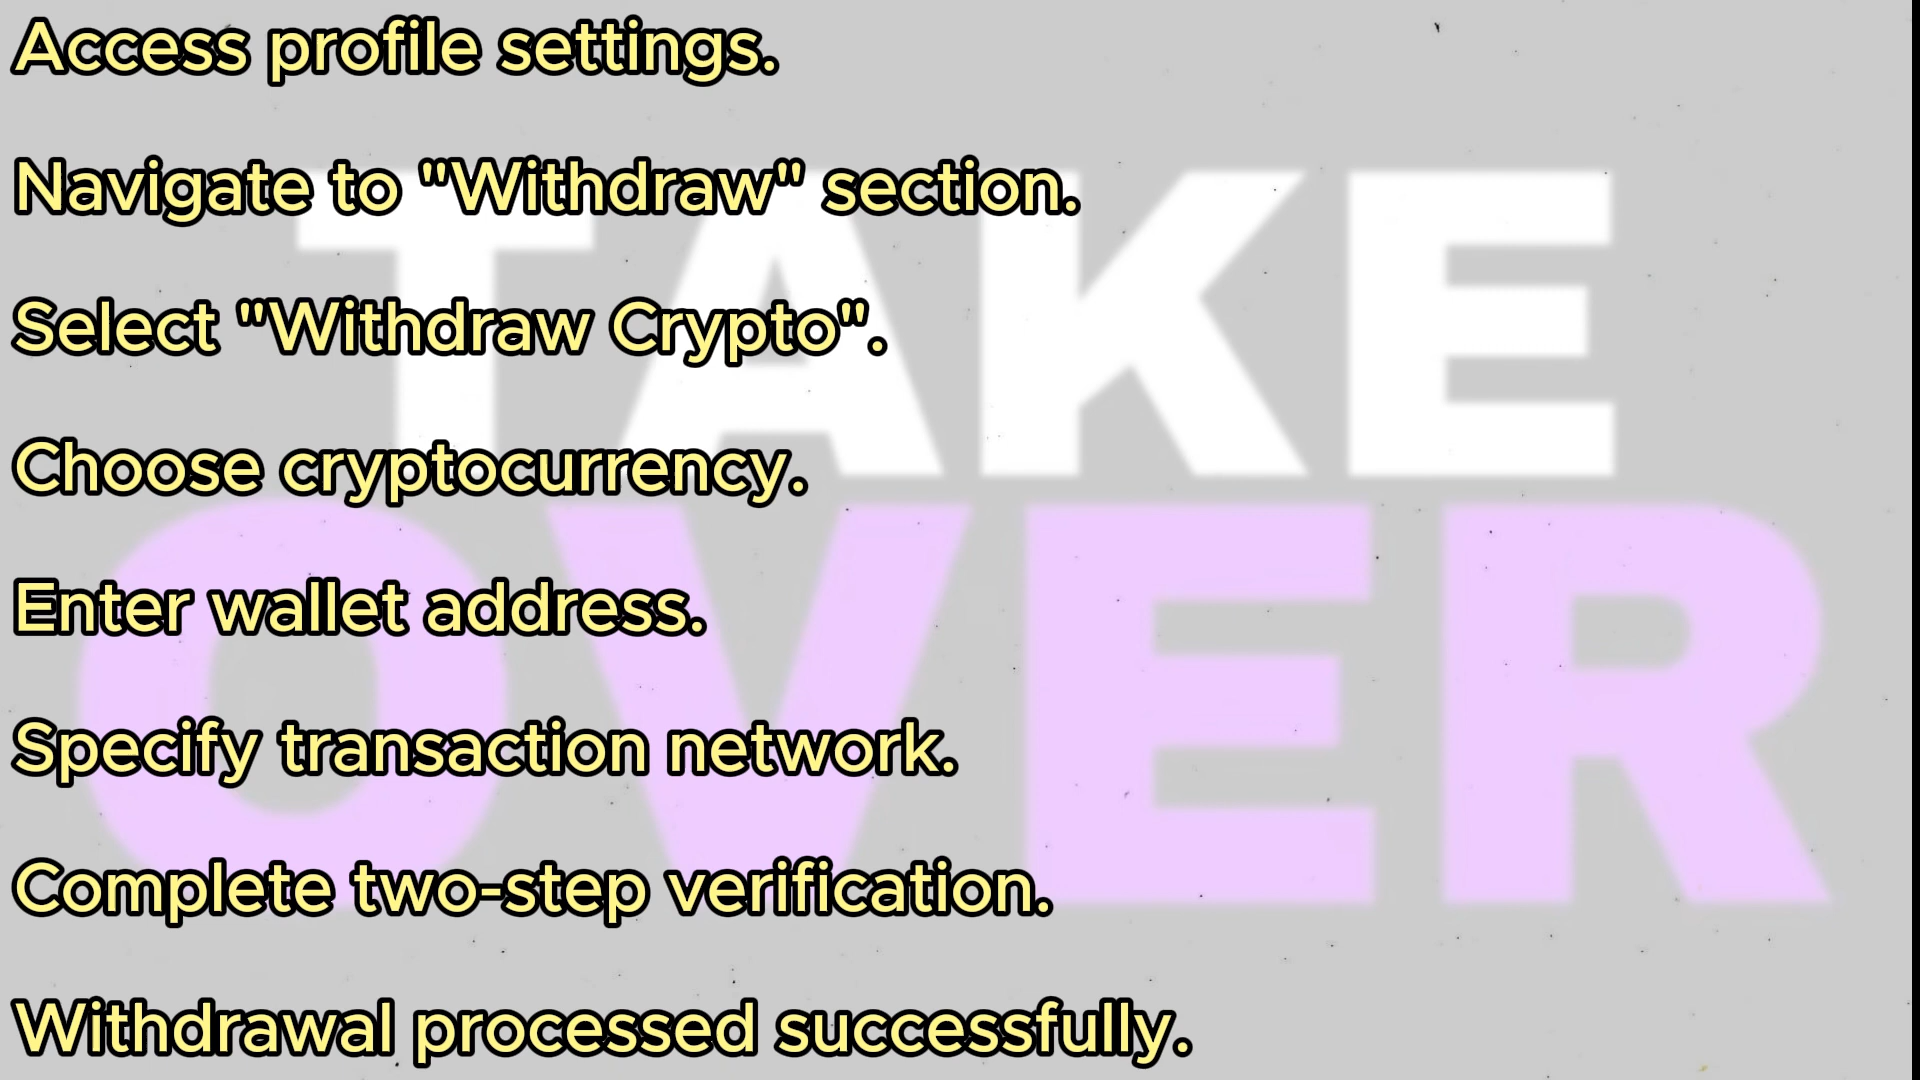 Access profile settings.
Navigate to "Withdraw" section.
TAKE
Select "Withdraw Crypto".
Choose cryptocurrency.
OVER
Enter wallet address.
Specify transaction network.
Complete two-step verification.
Withdrawal processed successfully.